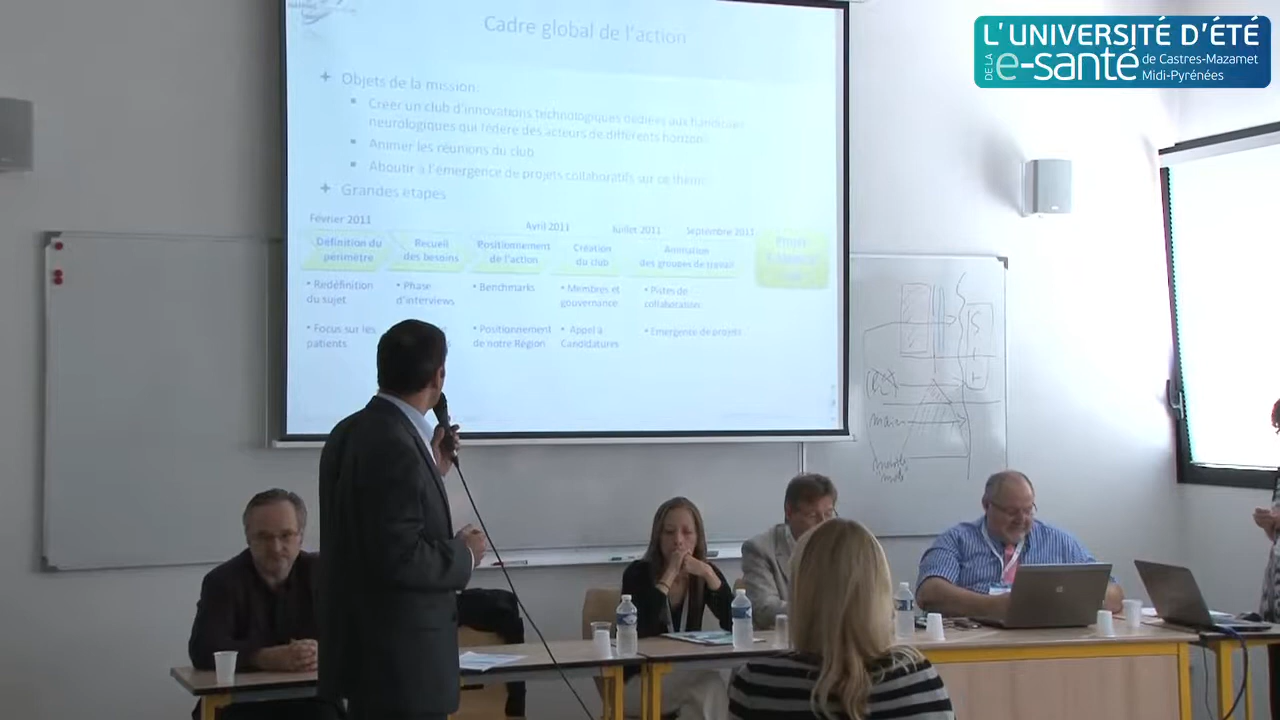 L'UNIVERSITÉ D'ÉTÉ
DE LA e-santé de Castres-Mazamet
Midi-Pyrénées
Cadre global de l'action
Objets de la mission:
Créer un club d'innovations technologiques dédiées aux handicaps
neurologiques qui fédère des acteurs de différents horizons
Animer les réunions du club
Aboutir à l'émergence de projets collaboratifs sur ce thème
Grandes étapes
Février 2011 Avril 2011 Juillet 2011 Septembre 2011
Définition du périmètre
Recueil des besoins
Positionnement de l'action
Création du club
Animation des groupes de travail
• Redéfinition du sujet
• Phase d'interviews
• Benchmarks
• Membres et gouvernance
• Pistes de collaboration
• Focus sur les patients
• Positionnement de notre Région
• Appel à Candidatures
• Emergence de projets